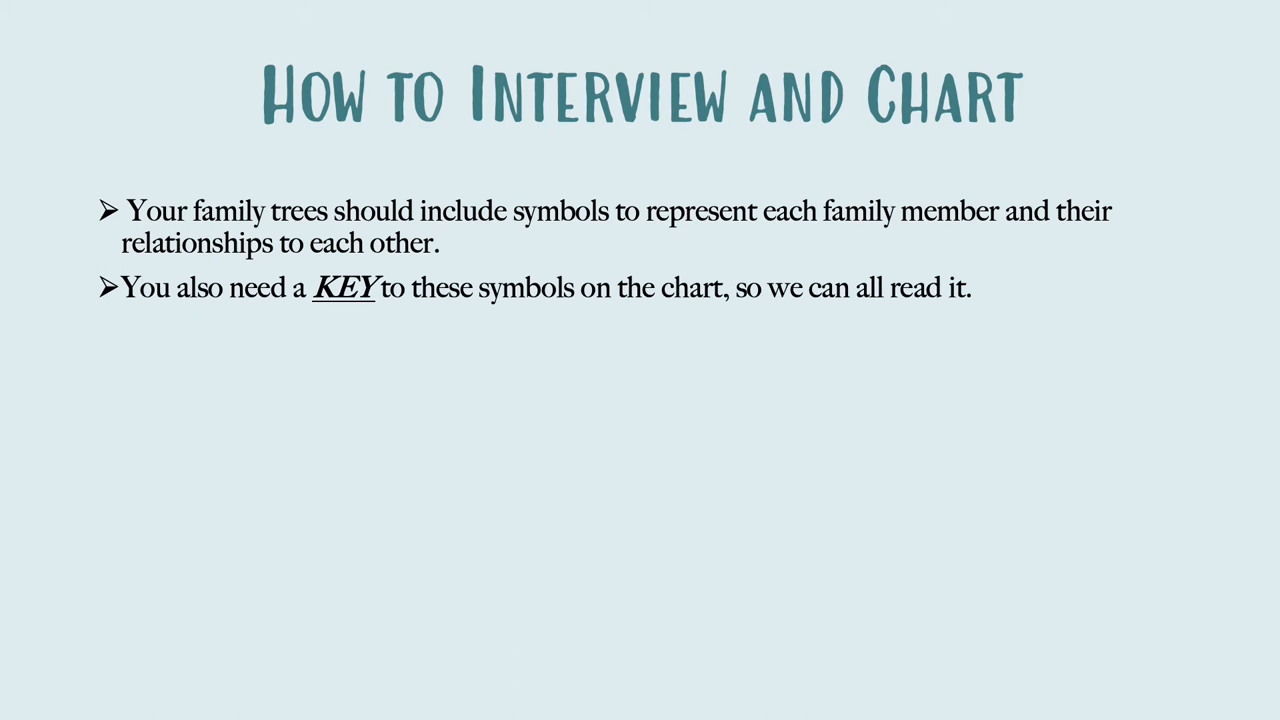 How to Interview and Chart
➢ Your family trees should include symbols to represent each family member and their
relationships to each other.
➢You also need a KEY to these symbols on the chart, so we can all read it.